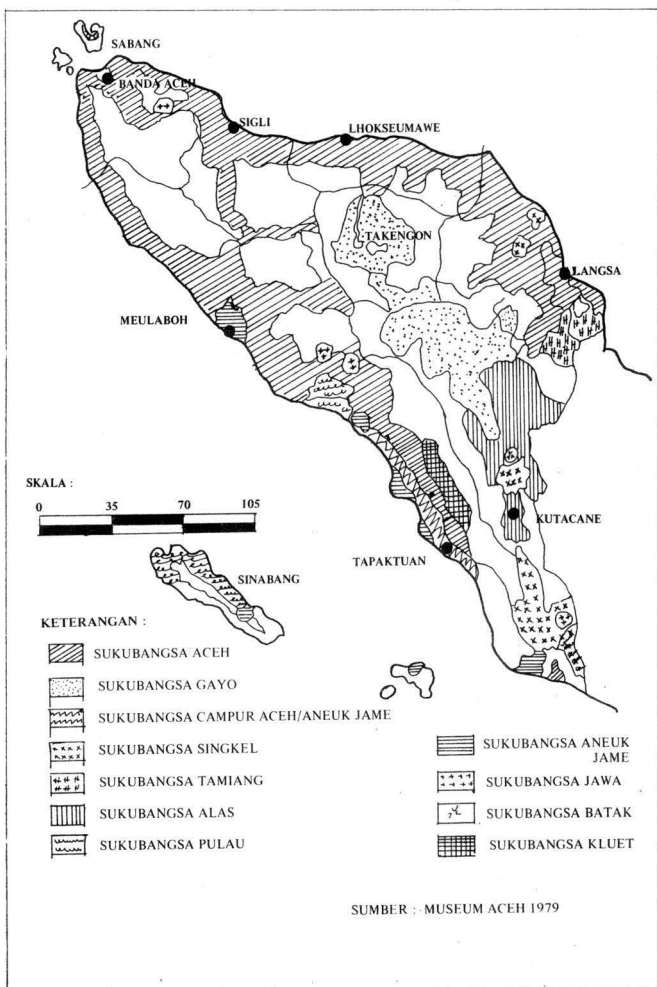 SABANG
BANDA ACEH
SIGLI
LHOKSEUMAWE
TAKENGON
LANGSA
MEULABOH
SKALA :
0 35 70 105
KUTACANE
TAPAKTUAN
SINABANG
KETERANGAN :
SUKUBANGSA ACEH
SUKUBANGSA GAYO
SUKUBANGSA CAMPUR ACEH/ANEUK JAME
SUKUBANGSA SINGKEL
SUKUBANGSA TAMIANG
SUKUBANGSA ALAS
SUKUBANGSA PULAU
SUKUBANGSA ANEUK
JAME
SUKUBANGSA JAWA
SUKUBANGSA BATAK
SUKUBANGSA KLUET
SUMBER : MUSEUM ACEH 1979